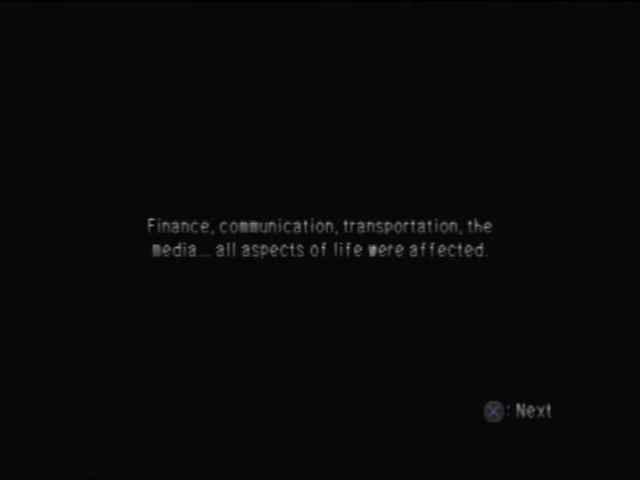 Finance, communication, transportation, the
media... all aspects of life were affected.
: Next